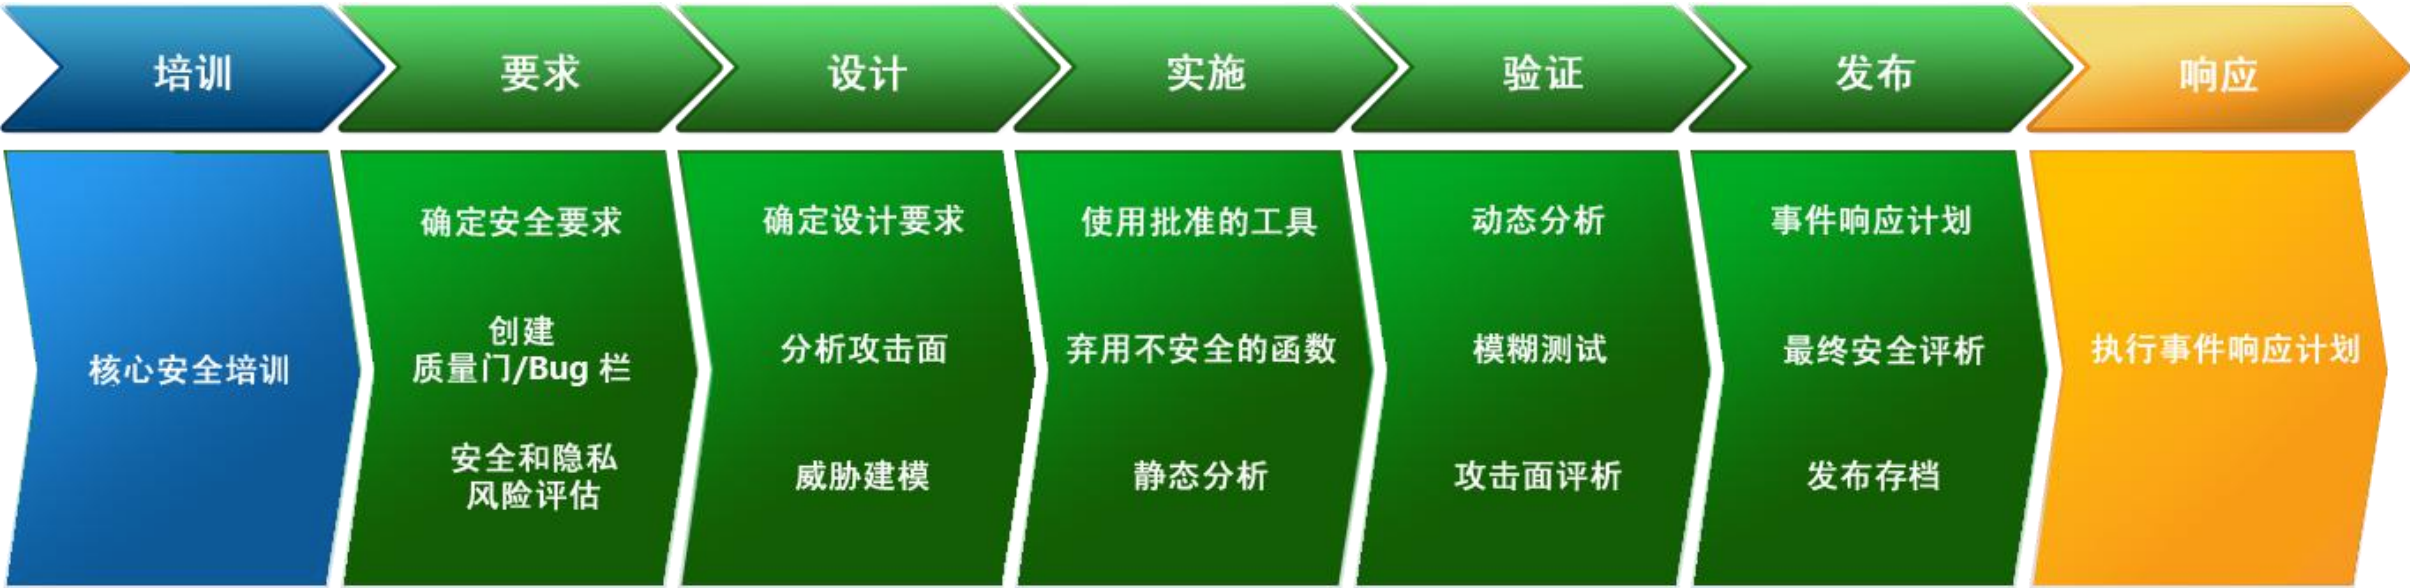 培训
要求
设计
实施
验证
发布
响应
核心安全培训
确定安全要求
创建
质量门/Bug 栏
安全和隐私
风险评估
确定设计要求
分析攻击面
威胁建模
使用批准的工具
弃用不安全的函数
静态分析
动态分析
模糊测试
攻击面评析
事件响应计划
最终安全评析
发布存档
执行事件响应计划